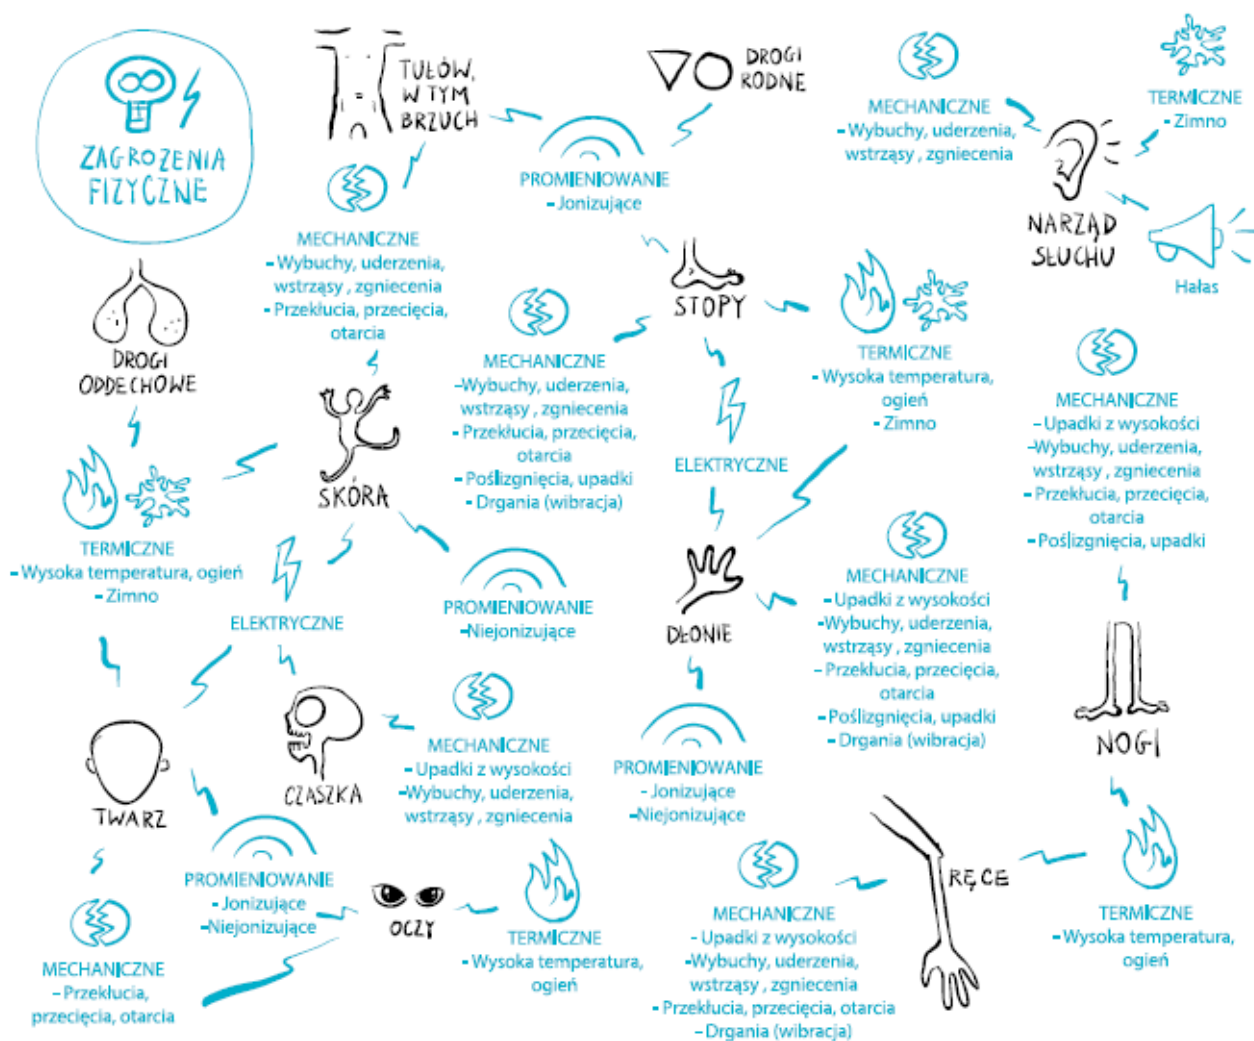 ZAGROŻENIA
FIZYCZNE
TUŁÓW,
W TYM
BRZUCH
DROGI
RODNE
PROMIENIOWANIE
- Jonizujące
MECHANICZNE
- Wybuchy, uderzenia,
wstrząsy , zgniecenia
TERMICZNE
- Zimno
NARZĄD
SŁUCHU
Hałas
MECHANICZNE
- Wybuchy, uderzenia,
wstrząsy , zgniecenia
- Przekłucia, przecięcia,
otarcia
DROGI
ODDECHOWE
STOPY
MECHANICZNE
-Wybuchy, uderzenia,
wstrząsy , zgniecenia
- Przekłucia, przecięcia,
otarcia
- Poślizgnięcia, upadki
- Drgania (wibracja)
TERMICZNE
- Wysoka temperatura,
ogień
- Zimno
ELEKTRYCZNE
MECHANICZNE
- Upadki z wysokości
-Wybuchy, uderzenia,
wstrząsy , zgniecenia
- Przekłucia, przecięcia,
otarcia
- Poślizgnięcia, upadki
SKÓRA
TERMICZNE
- Wysoka temperatura, ogień
- Zimno
ELEKTRYCZNE
PROMIENIOWANIE
-Niejonizujące
DŁONIE
MECHANICZNE
- Upadki z wysokości
-Wybuchy, uderzenia,
wstrząsy , zgniecenia
- Przekłucia, przecięcia,
otarcia
- Poślizgnięcia, upadki
- Drgania (wibracja)
NOGI
TWARZ
CZASZKA
MECHANICZNE
- Upadki z wysokości
-Wybuchy, uderzenia,
wstrząsy , zgniecenia
PROMIENIOWANIE
- Jonizujące
-Niejonizujące
PROMIENIOWANIE
- Jonizujące
-Niejonizujące
OCZY
TERMICZNE
- Wysoka temperatura,
ogień
RĘCE
MECHANICZNE
- Upadki z wysokości
-Wybuchy, uderzenia,
wstrząsy , zgniecenia
- Przekłucia, przecięcia, otarcia
- Drgania (wibracja)
TERMICZNE
- Wysoka temperatura,
ogień
MECHANICZNE
- Przekłucia,
przecięcia, otarcia